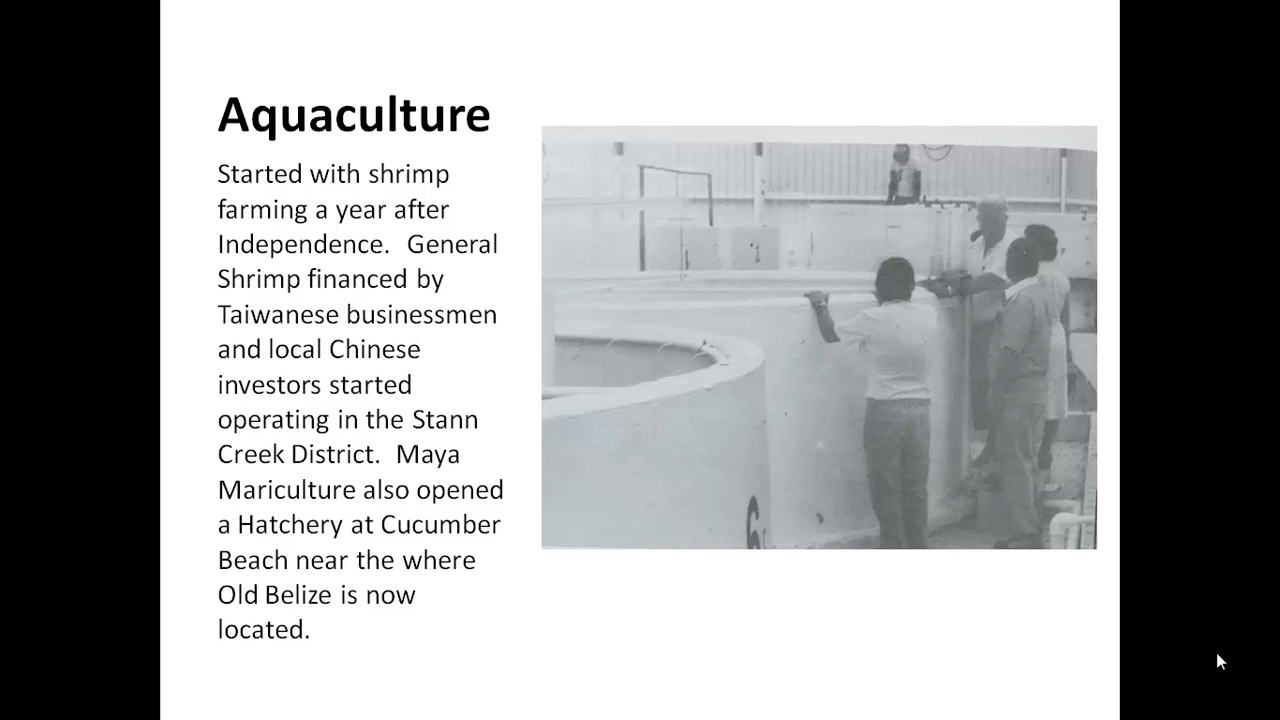 Aquaculture
Started with shrimp
farming a year after
Independence.  General
Shrimp financed by
Taiwanese businessmen
and local Chinese
investors started
operating in the Stann
Creek District.  Maya
Mariculture also opened
a Hatchery at Cucumber
Beach near the where
Old Belize is now
located.
6